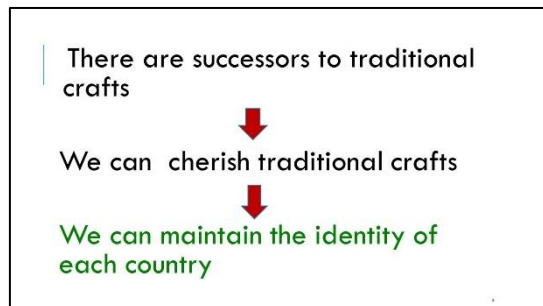 There are successors to traditional
crafts
We can cherish traditional crafts
We can maintain the identity of
each country